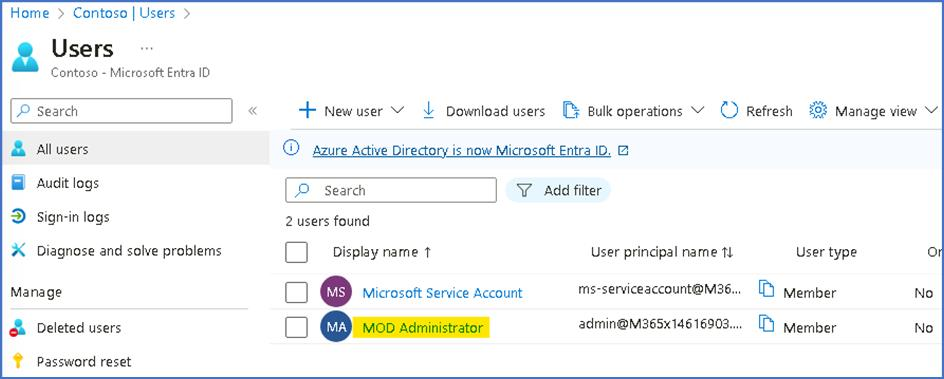 Home > Contoso | Users >
Users ...
Contoso - Microsoft Entra ID
Search
«
New user
Download users
Bulk operations
Refresh
Manage view
All users
Audit logs
Sign-in logs
Diagnose and solve problems
Manage
Deleted users
Password reset
Azure Active Directory is now Microsoft Entra ID.
Search
Add filter
2 users found
Display name ↑ User principal name ↑↓ User type
MS Microsoft Service Account ms-serviceaccount@M36... Member No
MA MOD Administrator admin@M365x14616903.... Member No